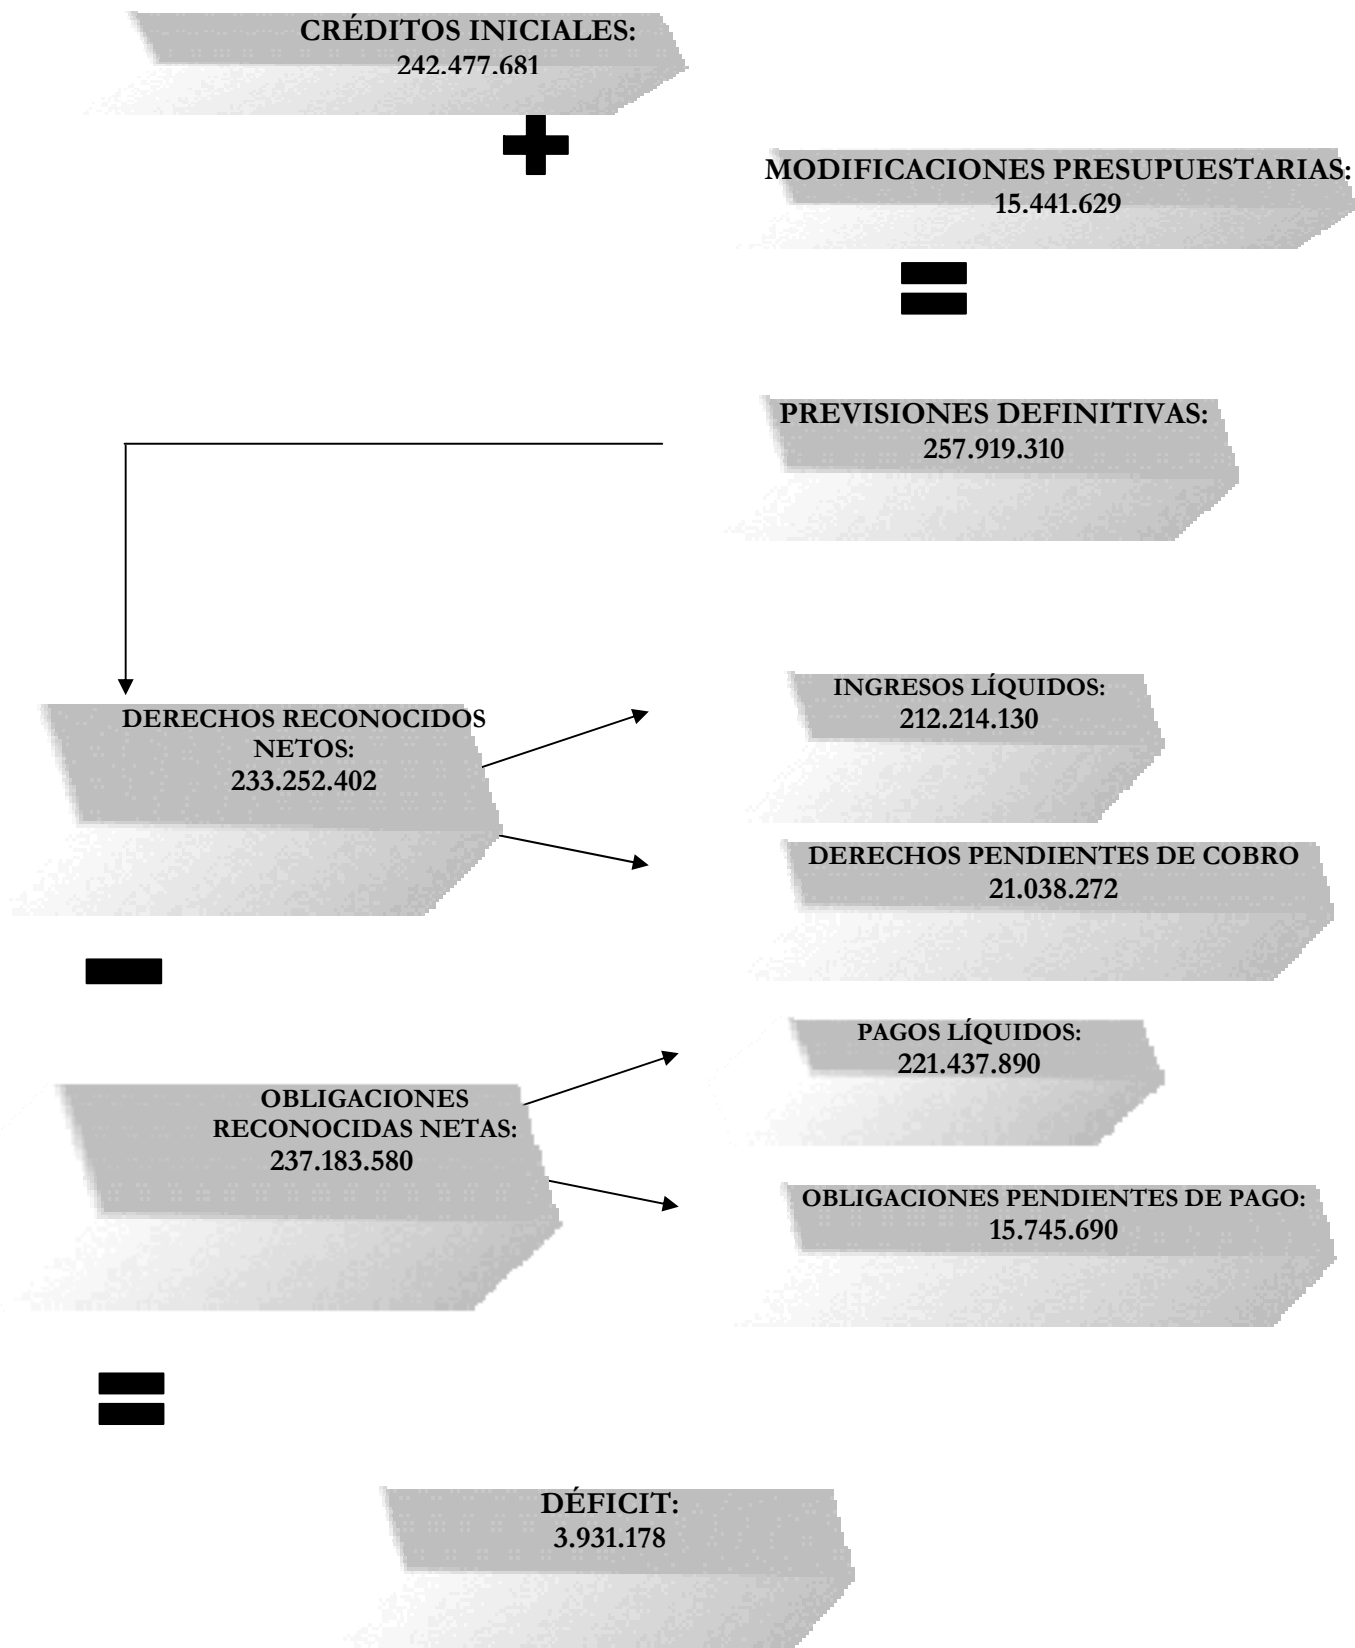 CRÉDITOS INICIALES:
242.477.681
MODIFICACIONES PRESUPUESTARIAS:
15.441.629
PREVISIONES DEFINITIVAS:
257.919.310
DERECHOS RECONOCIDOS
NETOS:
233.252.402
INGRESOS LÍQUIDOS:
212.214.130
DERECHOS PENDIENTES DE COBRO
21.038.272
PAGOS LÍQUIDOS:
221.437.890
OBLIGACIONES
RECONOCIDAS NETAS:
237.183.580
OBLIGACIONES PENDIENTES DE PAGO:
15.745.690
DÉFICIT:
3.931.178